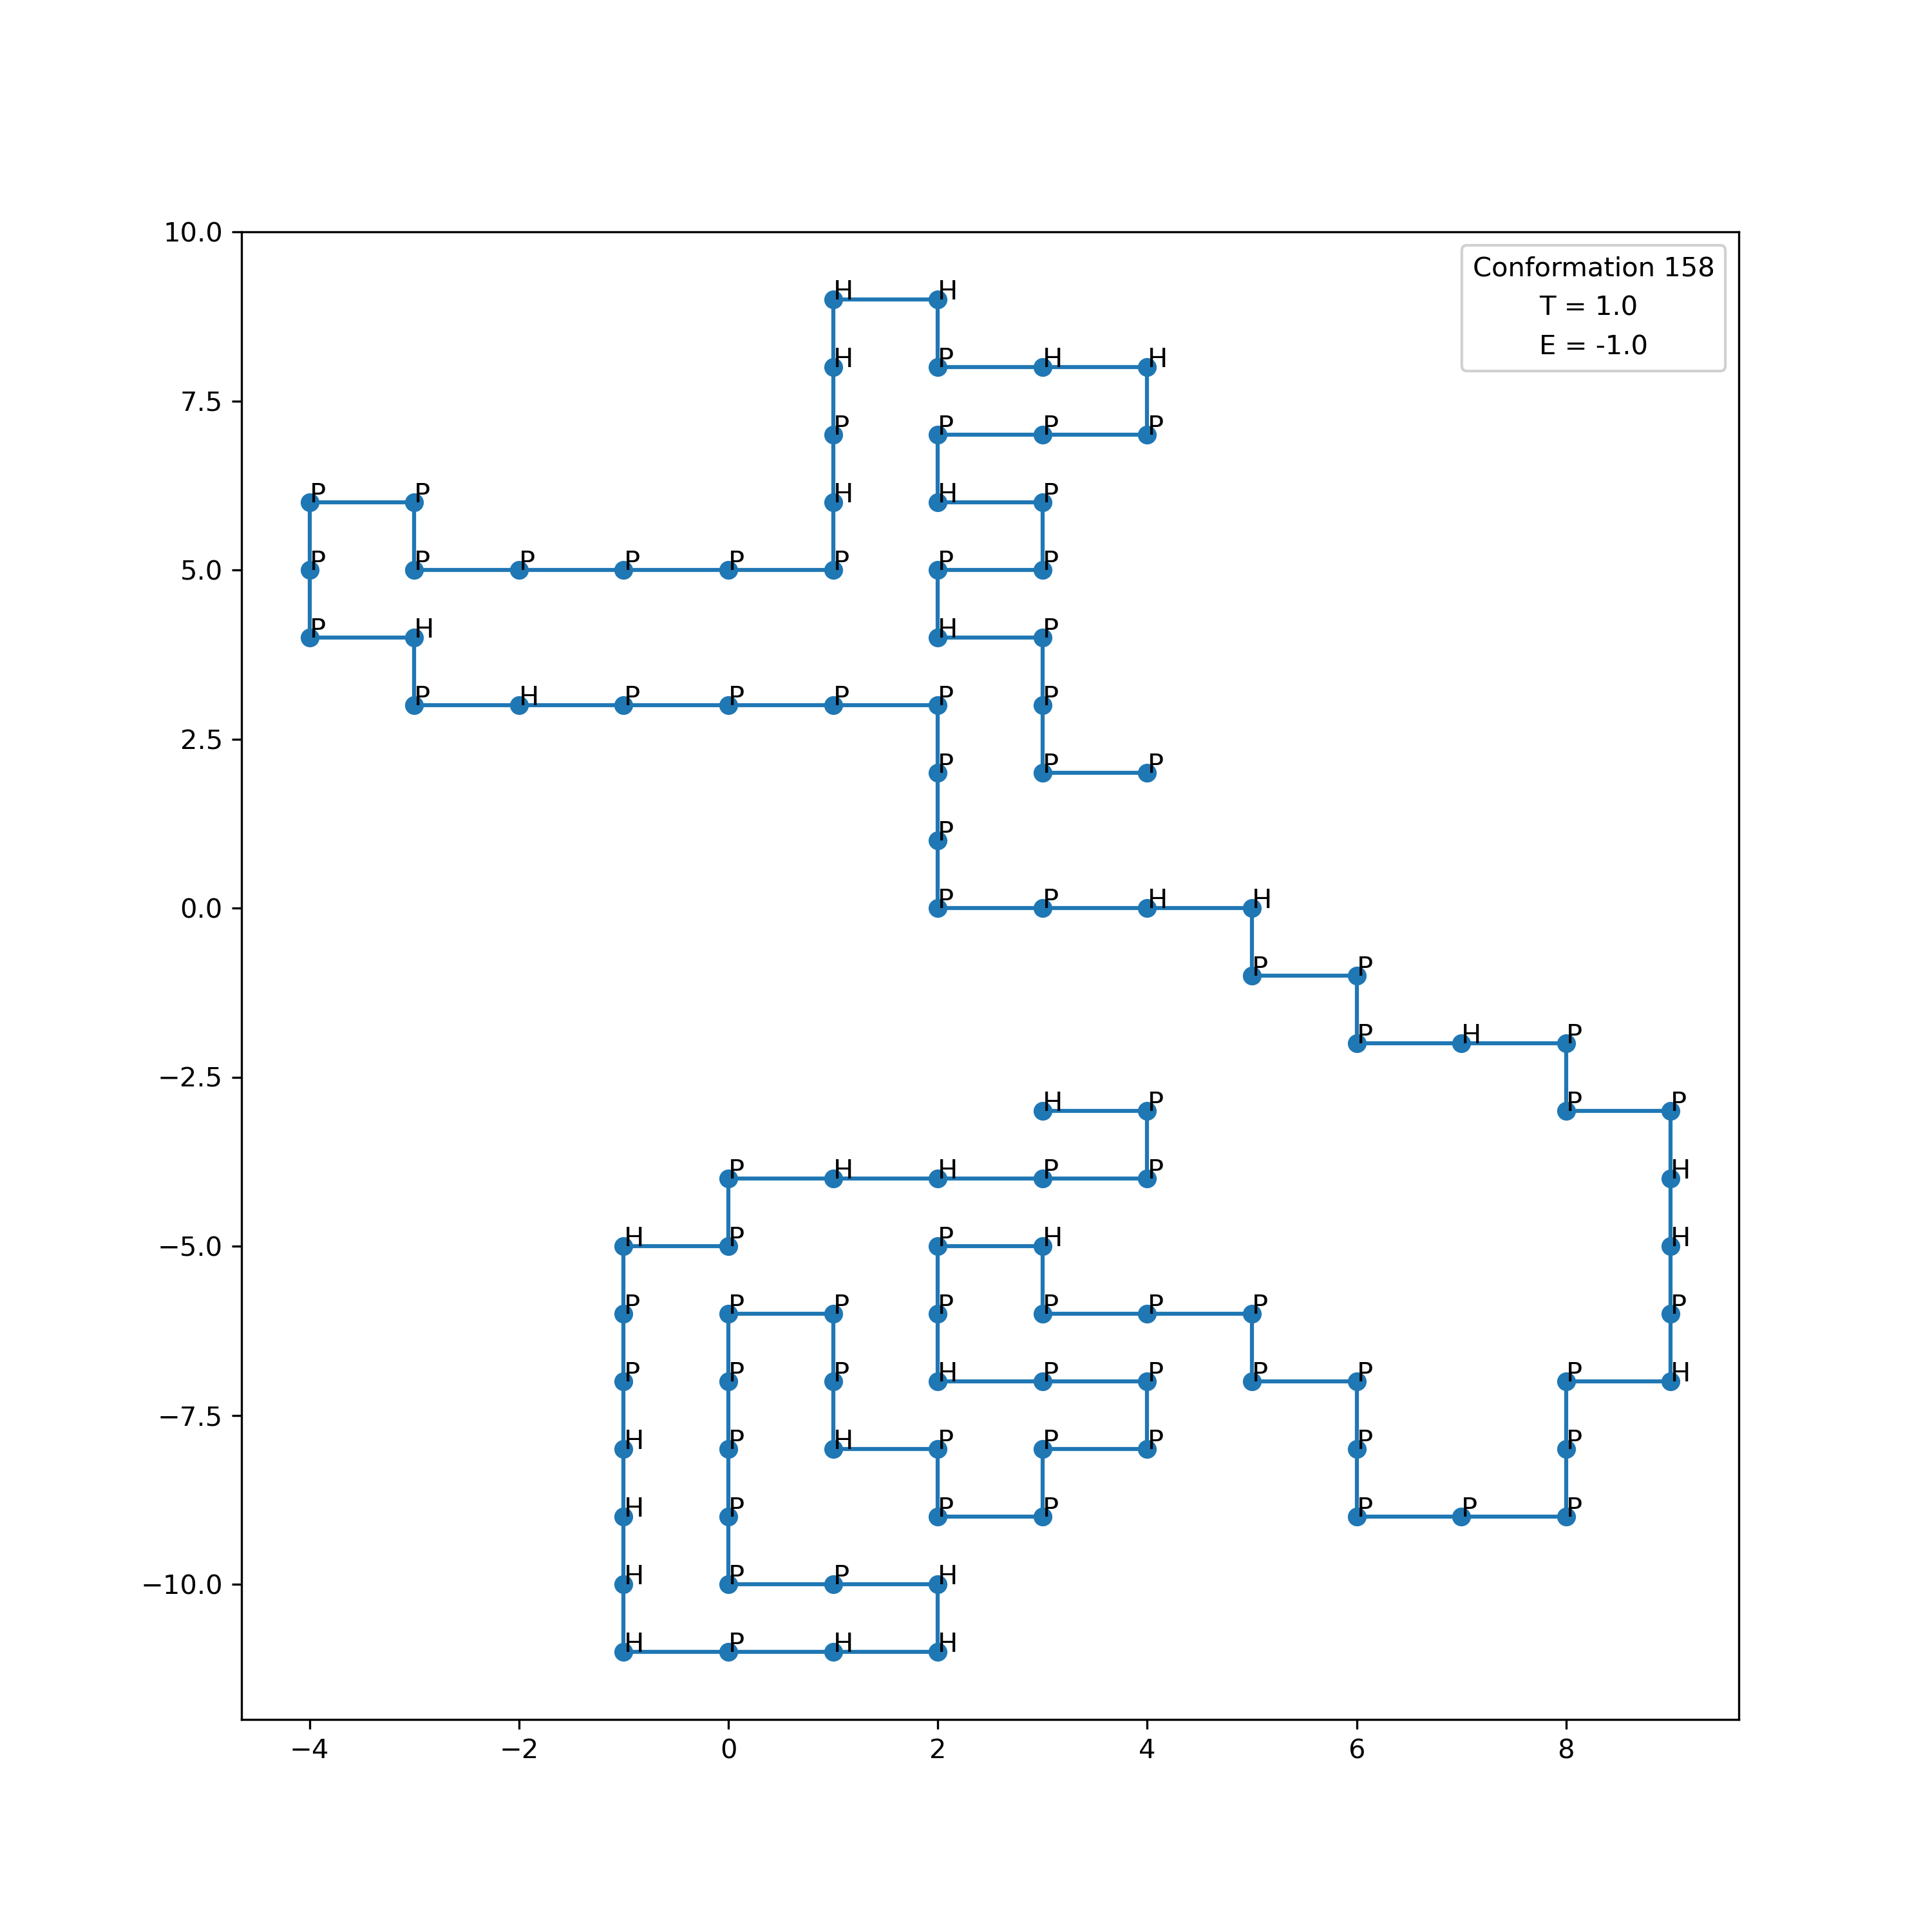 10.0
Conformation 158
T = 1.0
E = -1.0
H H
H P H H
7.5
P P P P
P P H H P
5.0
P P P P P P P P
P H H P
P H P P P P P
2.5
P P P
P
0.0
P P H H
P P
P H P
−2.5
H P P P
P H H P P H
−5.0
H P P H H
P P P P P P P P
P P P H P P P P P H
−7.5
H P H P P P P P
H P P P P P P
−10.0
H P P H
H P H H
−4 −2 0 2 4 6 8